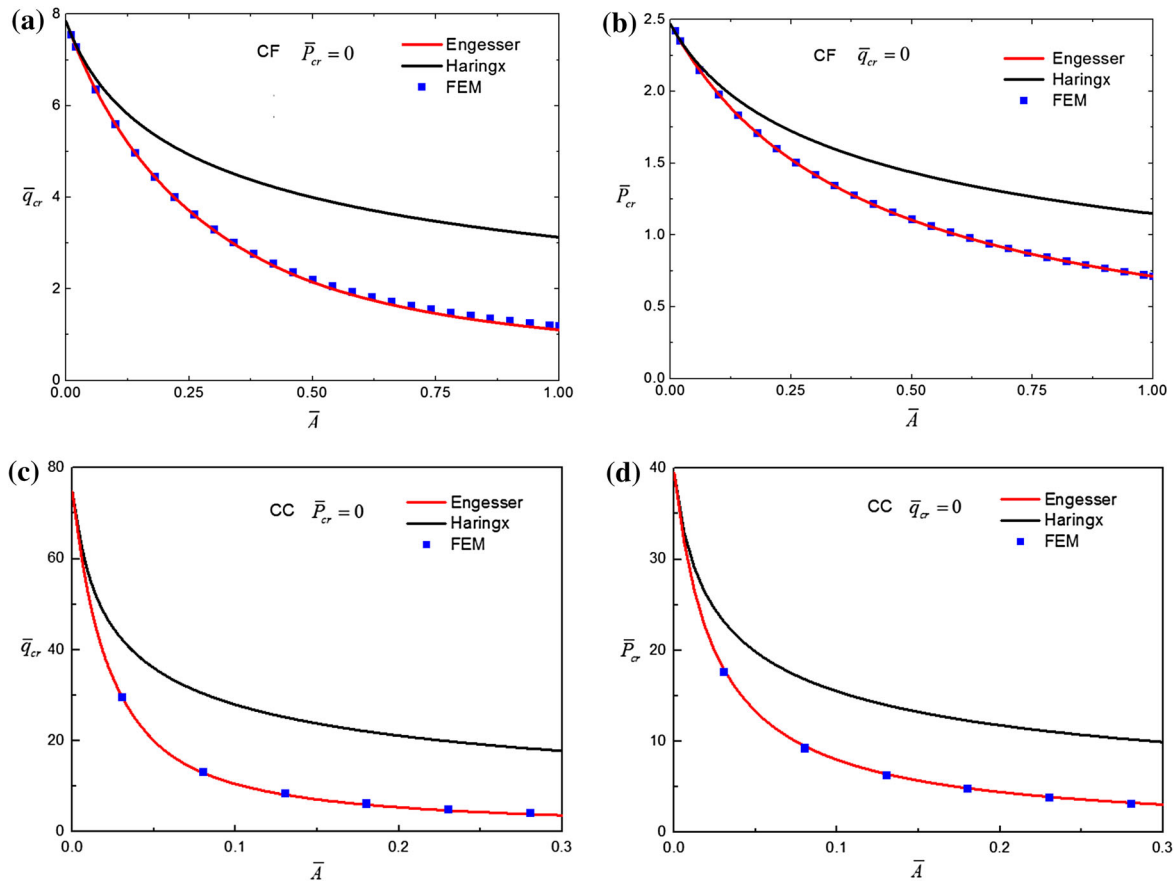 (a)
8
6
4
2
0
q̄cr
CF P̄cr = 0
Engesser
Haringx
FEM
0.00 0.25 0.50 0.75 1.00
Ā
(b)
2.5
2.0
1.5
1.0
0.5
0.0
P̄cr
CF q̄cr = 0
Engesser
Haringx
FEM
0.00 0.25 0.50 0.75 1.00
Ā
(c)
80
60
40
20
0
q̄cr
CC P̄cr = 0
Engesser
Haringx
FEM
0.0 0.1 0.2 0.3
Ā
(d)
40
30
20
10
0
P̄cr
CC q̄cr = 0
Engesser
Haringx
FEM
0.0 0.1 0.2 0.3
Ā